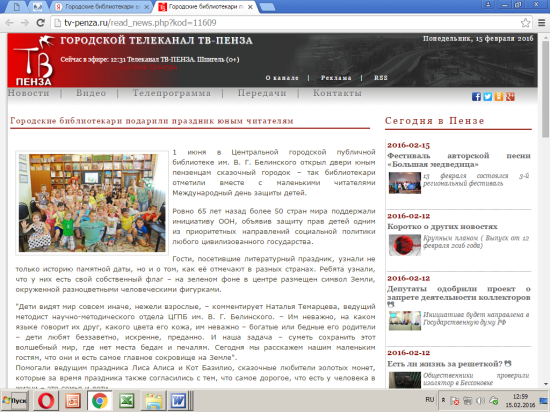 Городские библиотекари в
Городские библиотекари п
tv-penza.ru/read_news.php?kod=11609
ТВ
ПЕНЗА
ГОРОДСКОЙ ТЕЛЕКАНАЛ ТВ-ПЕНЗА
Понедельник, 15 февраля 2016
Сейчас в эфире: 12:31 Телеканал ТВ-ПЕНЗА. Шпигель (0+)
О канале | Реклама | RSS
Новости | Видео | Телепрограмма | Передачи | Контакты
Городские библиотекари подарили праздник юным читателям
1 июня в Центральной городской публичной
библиотеке им. В. Г. Белинского открыл двери юным
пензенцам сказочный городок – так библиотекари
отметили вместе с маленькими читателями
Международный день защиты детей.
Ровно 65 лет назад более 50 стран мира поддержали
инициативу ООН, объявив защиту прав детей одним
из приоритетных направлений социальной политики
любого цивилизованного государства.
Гости, посетившие литературный праздник, узнали не
только историю памятной даты, но и о том, как её отмечают в разных странах. Ребята узнали,
что у них есть свой собственный флаг – на зеленом фоне в центре размещен символ Земли,
окруженной разноцветными человеческими фигурками.
"Дети видят мир совсем иначе, нежели взрослые, – комментирует Наталья Темарцева, ведущий
методист научно-методического отдела ЦГПБ им. В. Г. Белинского. – Им неважно, на каком
языке говорит их друг, какого цвета его кожа, им неважно – богатые или бедные его родители
– дети любят беззаветно, искренне, преданно. И наша задача – суметь сохранить этот
волшебный мир, где нет места бедам и печалям. Сегодня мы расскажем нашим маленьким
гостям, что они и есть самое главное сокровище на Земле".
Помогали ведущим праздника Лиса Алиса и Кот Базилио, сказочные любители золотых монет,
которые за время праздника также согласились с тем, что самое дорогое, что есть у человека в
жизни – это семья и дети.
Сегодня в Пензе
2016-02-15
Фестиваль авторской песни
«Большая медведица»
13 февраля состоялся 3-й
региональный фестиваль
2016-02-12
Коротко о других новостях
Крупным планом ( Выпуск от 12
февраля 2016 года)
2016-02-12
Депутаты одобрили проект о
запрете деятельности коллекторов
Инициатива будет направлена в
Государственную думу РФ
2016-02-12
Есть ли жизнь за решеткой?
Общественники проверили
изолятор в Бессоновке
Пуск
RU
12:59
15.02.2016